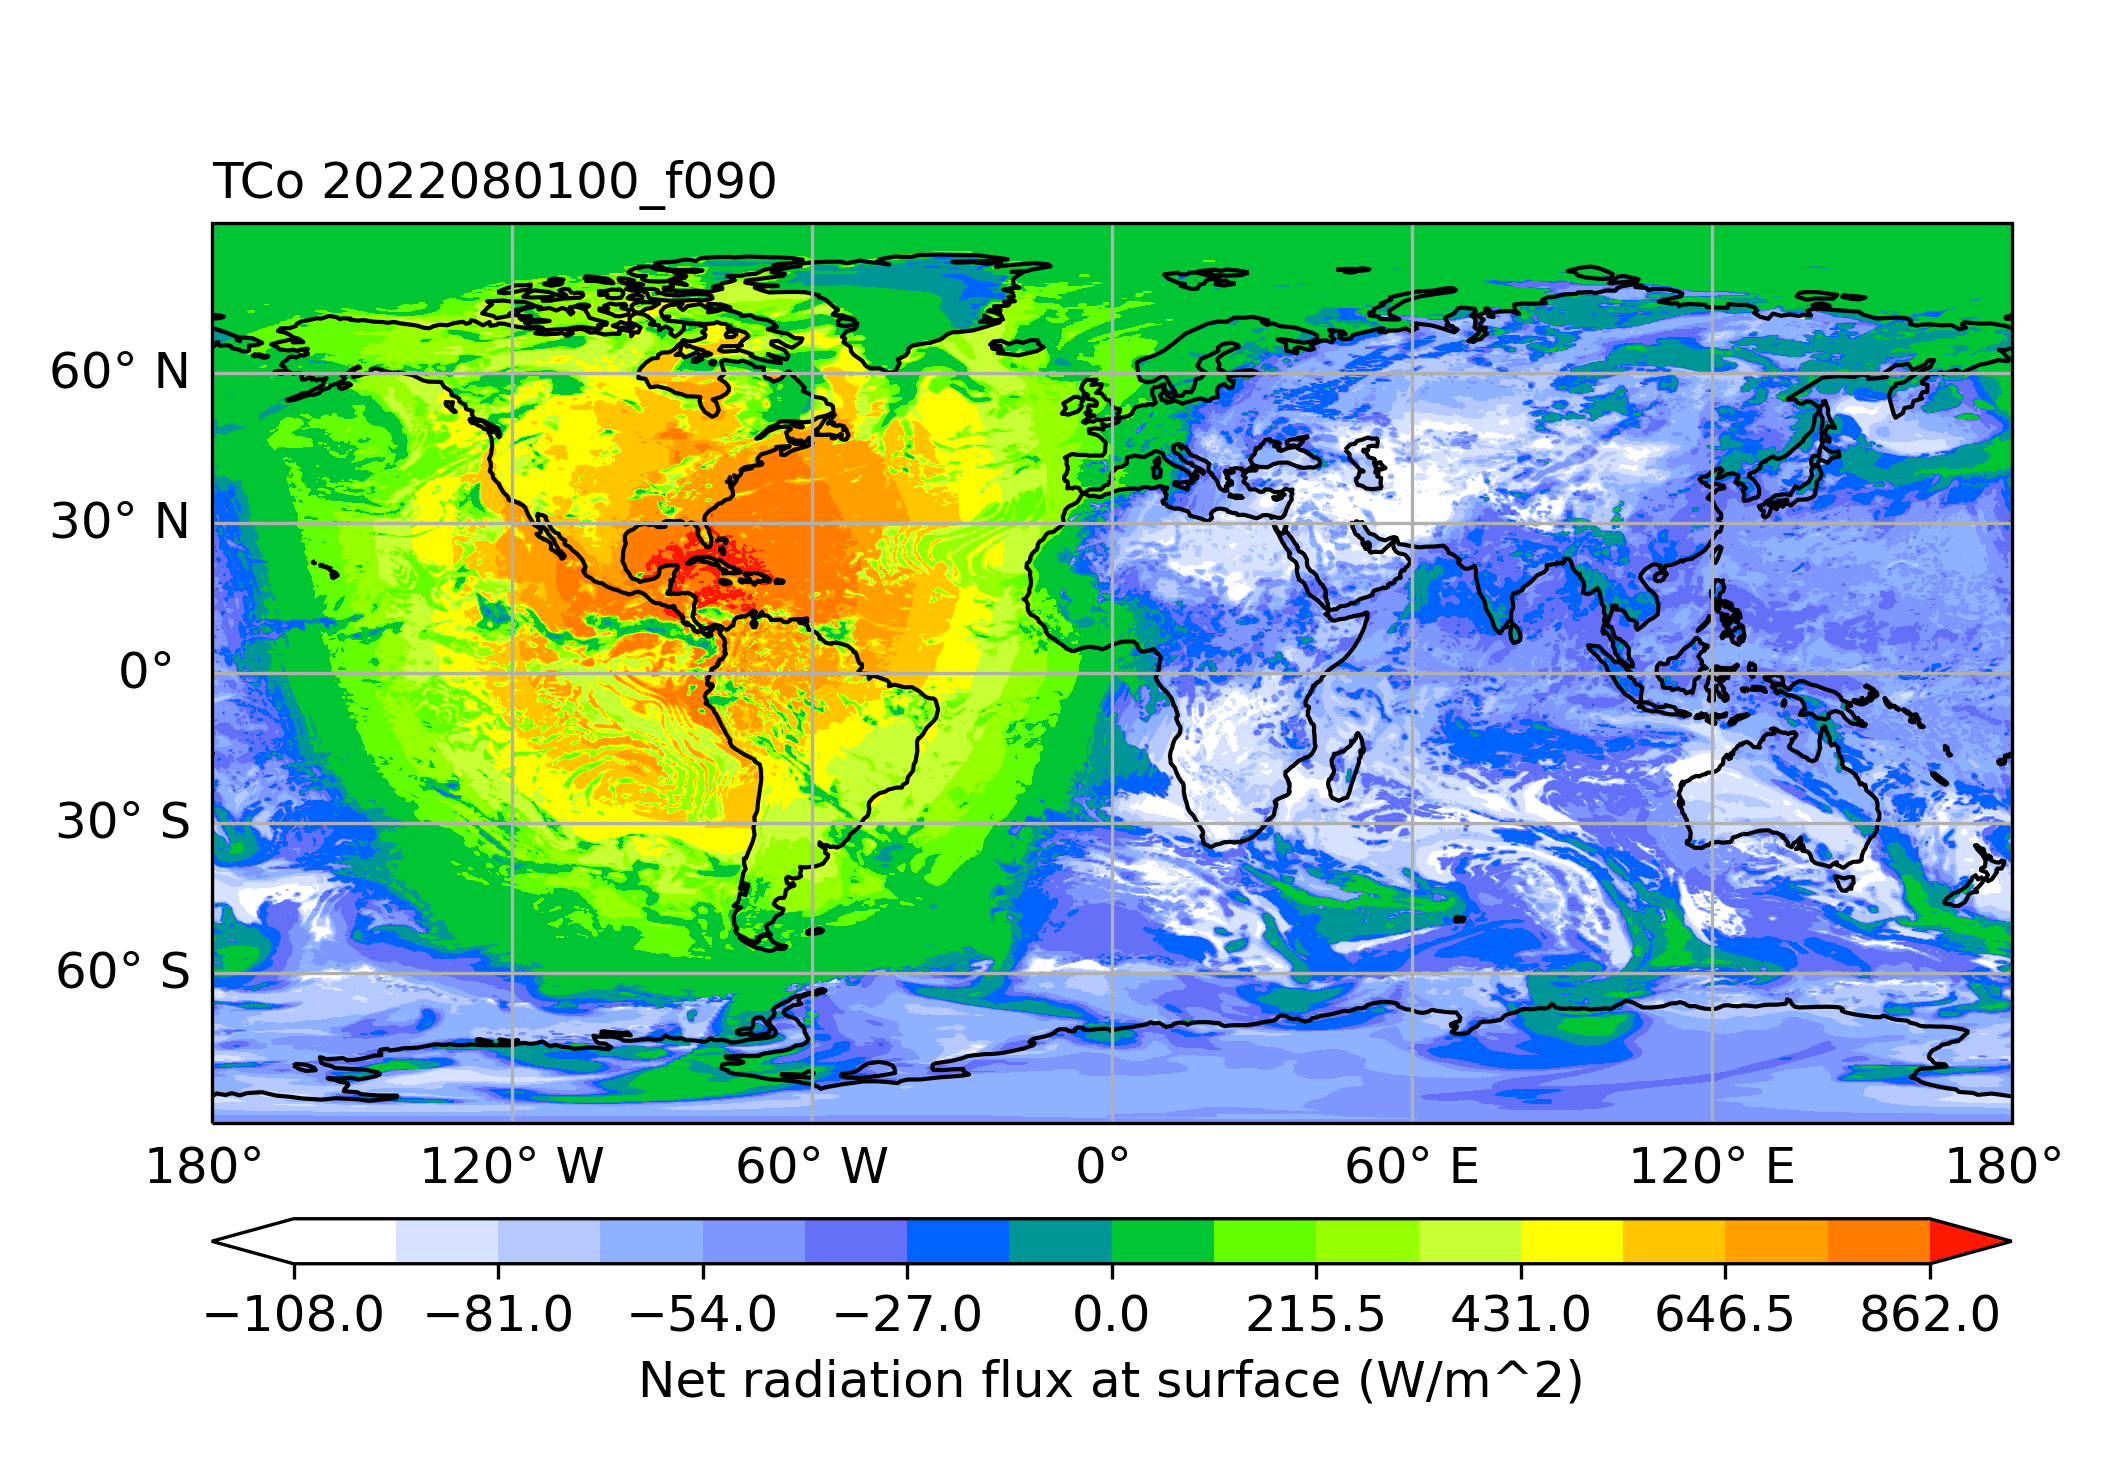 TCo 2022080100_f090
60° N
30° N
0°
30° S
60° S
180° 120° W 60° W 0° 60° E 120° E 180°
−108.0 −81.0 −54.0 −27.0 0.0 215.5 431.0 646.5 862.0
Net radiation flux at surface (W/m^2)